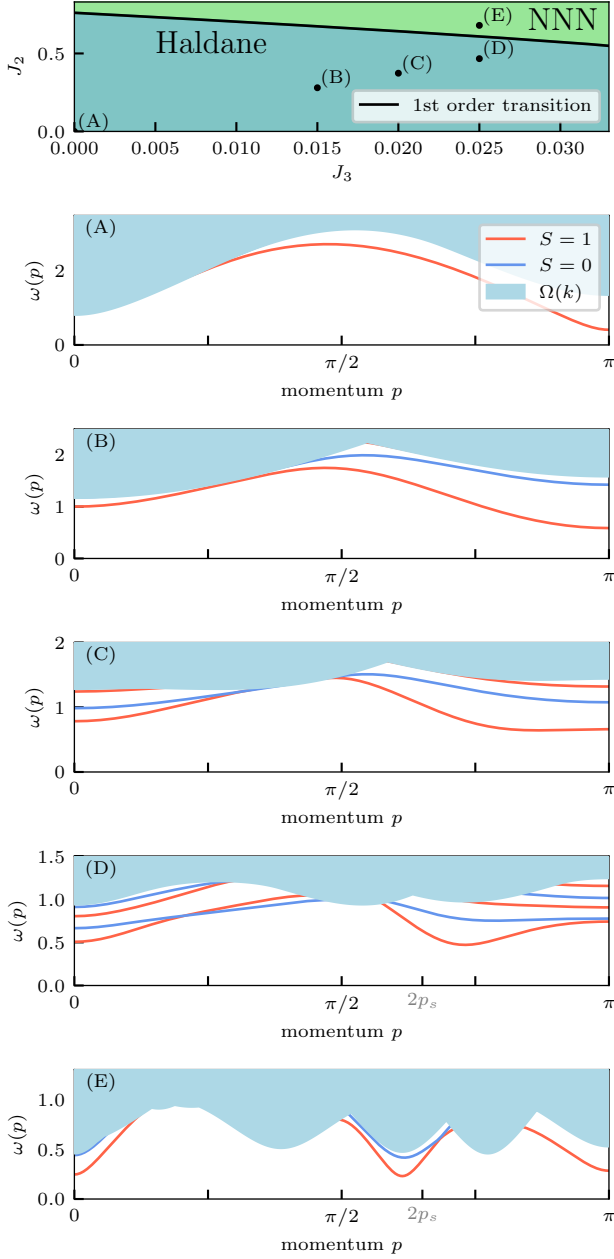 NNN
(E)
Haldane
J₂
0.5
(D)
(C)
(B)
1st order transition
(A)
0.0
0.000 0.005 0.010 0.015 0.020 0.025 0.030
J₃
(A)
S = 1
S = 0
Ω(k)
ω(p)
2
0
0 π/2 π
momentum p
(B)
ω(p)
2
1
0
0 π/2 π
momentum p
(C)
ω(p)
2
1
0
0 π/2 π
momentum p
(D)
ω(p)
1.5
1.0
0.5
0.0
0 π/2 2pₛ π
momentum p
(E)
ω(p)
1.0
0.5
0.0
0 π/2 2pₛ π
momentum p